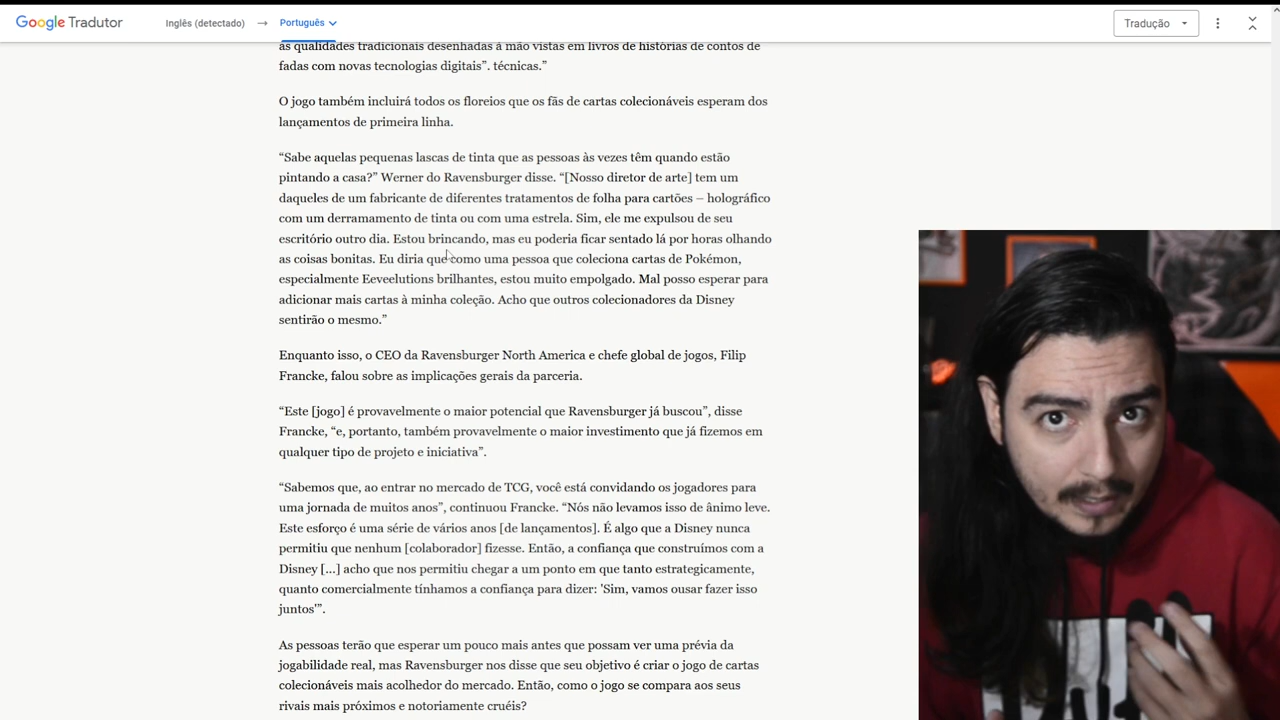 Google Tradutor
Inglês (detectado) → Português
Tradução
as qualidades tradicionais desenhadas à mão vistas em livros de histórias de contos de
fadas com novas tecnologias digitais”. técnicas.”
O jogo também incluirá todos os floreios que os fãs de cartas colecionáveis esperam dos
lançamentos de primeira linha.
“Sabe aquelas pequenas lascas de tinta que as pessoas às vezes têm quando estão
pintando a casa?” Werner do Ravensburger disse. “[Nosso diretor de arte] tem um
daqueles de um fabricante de diferentes tratamentos de folha para cartões – holográfico
com um derramamento de tinta ou com uma estrela. Sim, ele me expulsou de seu
escritório outro dia. Estou brincando, mas eu poderia ficar sentado lá por horas olhando
as coisas bonitas. Eu diria que como uma pessoa que coleciona cartas de Pokémon,
especialmente Eeveelutions brilhantes, estou muito empolgado. Mal posso esperar para
adicionar mais cartas à minha coleção. Acho que outros colecionadores da Disney
sentirão o mesmo.”
Enquanto isso, o CEO da Ravensburger North America e chefe global de jogos, Filip
Francke, falou sobre as implicações gerais da parceria.
“Este [jogo] é provavelmente o maior potencial que Ravensburger já buscou”, disse
Francke, “e, portanto, também provavelmente o maior investimento que já fizemos em
qualquer tipo de projeto e iniciativa”.
“Sabemos que, ao entrar no mercado de TCG, você está convidando os jogadores para
uma jornada de muitos anos”, continuou Francke. “Nós não levamos isso de ânimo leve.
Este esforço é uma série de vários anos [de lançamentos]. É algo que a Disney nunca
permitiu que nenhum [colaborador] fizesse. Então, a confiança que construímos com a
Disney [...] acho que nos permitiu chegar a um ponto em que tanto estrategicamente,
quanto comercialmente tínhamos a confiança para dizer: 'Sim, vamos ousar fazer isso
juntos'”.
As pessoas terão que esperar um pouco mais antes que possam ver uma prévia da
jogabilidade real, mas Ravensburger nos disse que seu objetivo é criar o jogo de cartas
colecionáveis mais acolhedor do mercado. Então, como o jogo se compara aos seus
rivais mais próximos e notoriamente cruéis?